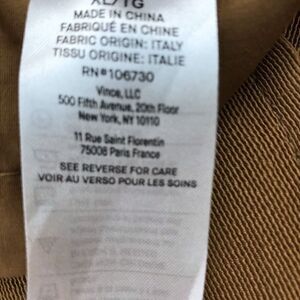 XL/TG
MADE IN CHINA
FABRIQUÉ EN CHINE
FABRIC ORIGIN: ITALY
TISSU ORIGINE: ITALIE
RN#106730
Vince, LLC
500 Fifth Avenue, 20th Floor
New York, NY 10110
11 Rue Saint Florentin
75008 Paris France
SEE REVERSE FOR CARE
VOIR AU VERSO POUR LES SOINS